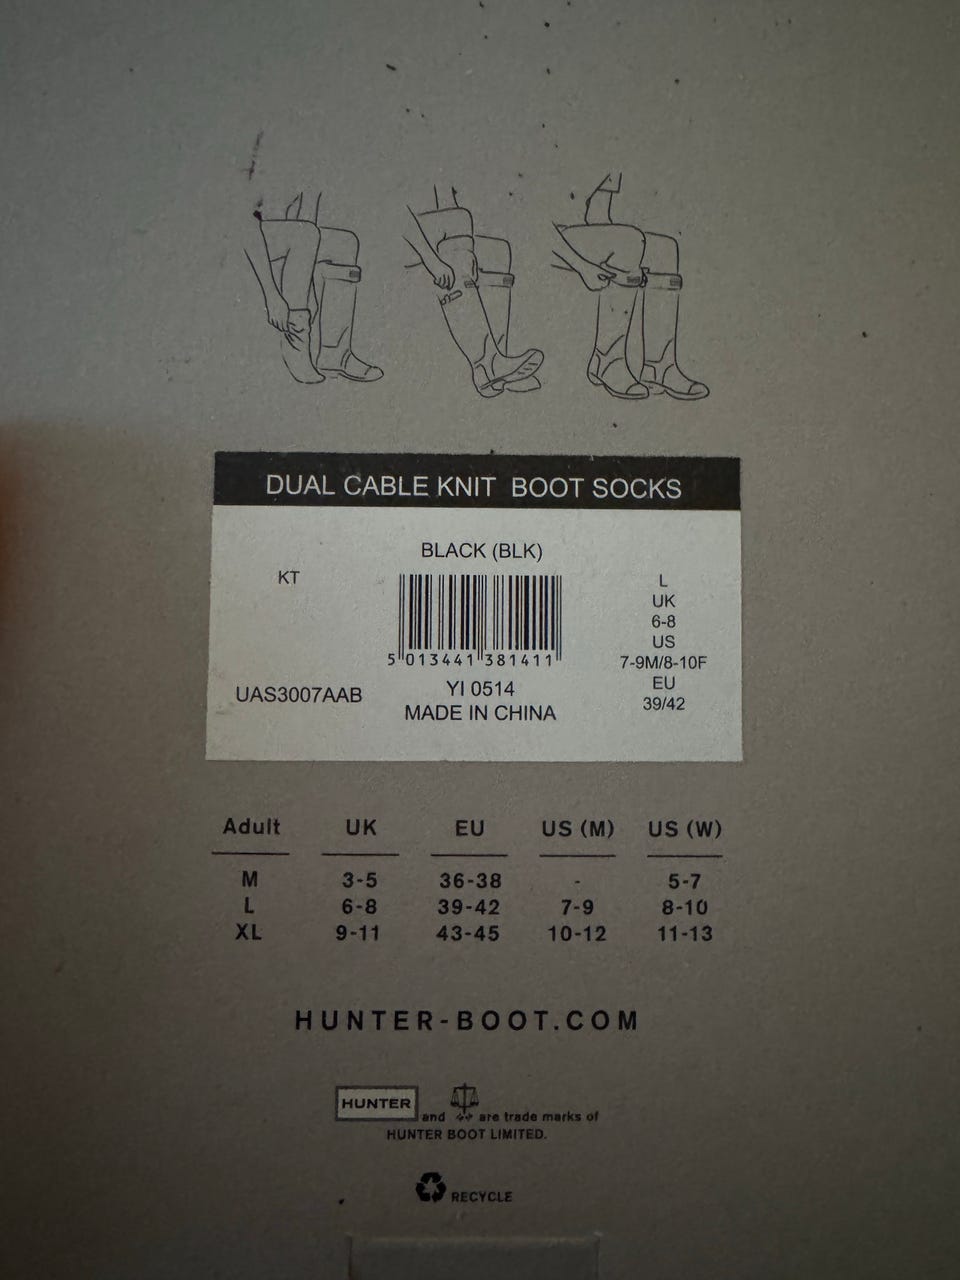 DUAL CABLE KNIT BOOT SOCKS
BLACK (BLK)
KT
5 013441 381411
UAS3007AAB
YI 0514
MADE IN CHINA
L
UK
6-8
US
7-9M/8-10F
EU
39/42
Adult UK EU US (M) US (W)
M 3-5 36-38 - 5-7
L 6-8 39-42 7-9 8-10
XL 9-11 43-45 10-12 11-13
HUNTER-BOOT.COM
HUNTER and are trade marks of
HUNTER BOOT LIMITED.
RECYCLE